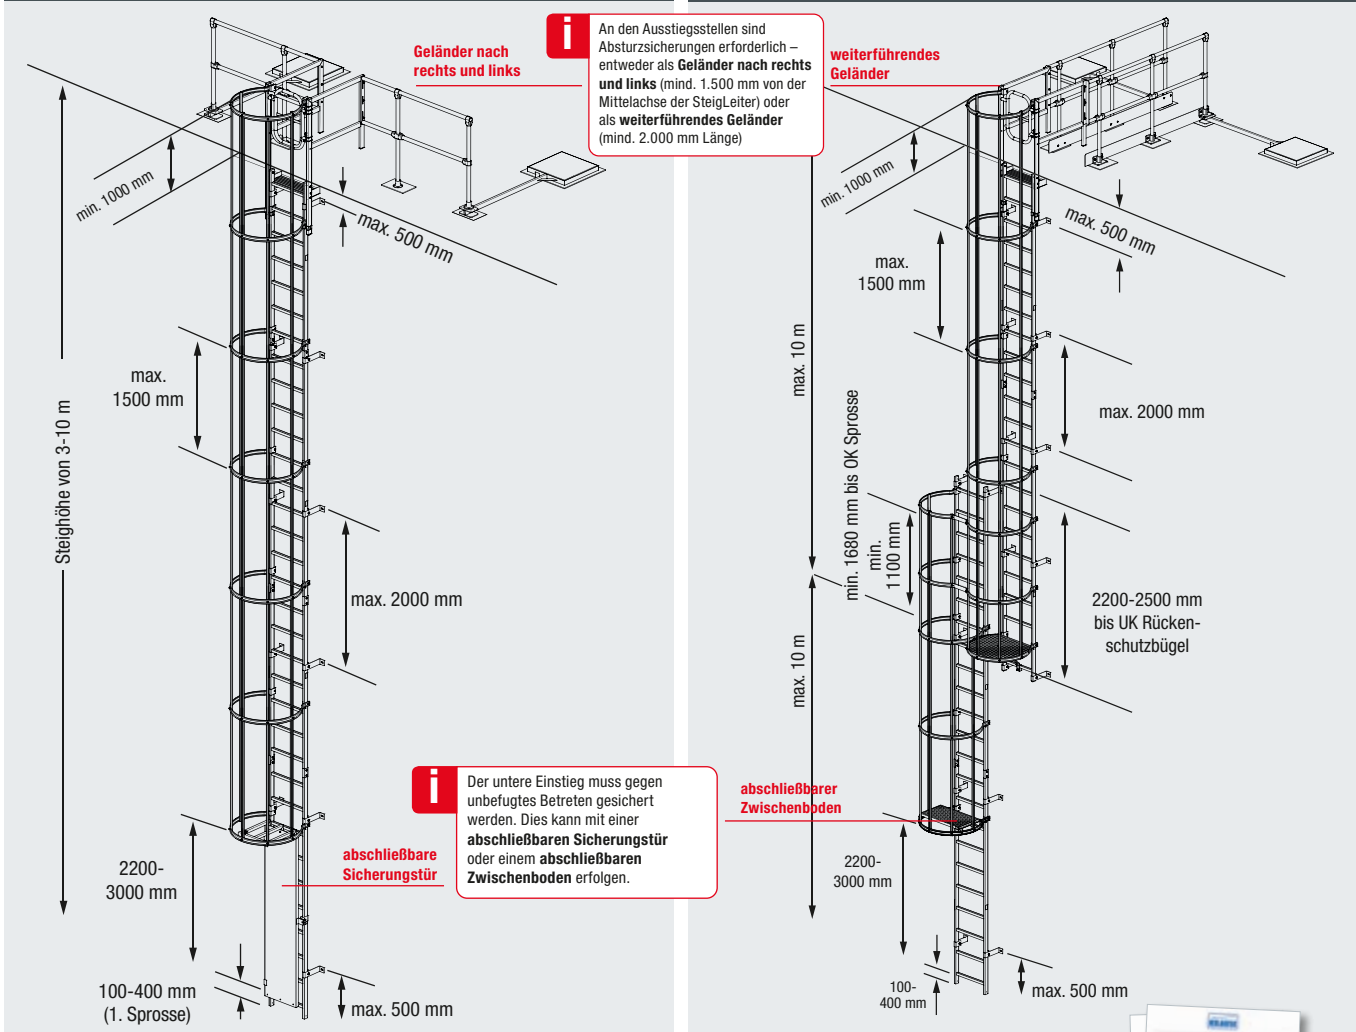 Geländer nach
rechts und links
An den Ausstiegsstellen sind
Absturzsicherungen erforderlich –
entweder als Geländer nach rechts
und links (mind. 1.500 mm von der
Mittelachse der SteigLeiter) oder
als weiterführendes Geländer
(mind. 2.000 mm Länge)
weiterführendes
Geländer
min. 1000 mm
max. 500 mm
max.
1500 mm
Steighöhe von 3-10 m
max. 2000 mm
2200-
3000 mm
100-400 mm
(1. Sprosse)
max. 500 mm
abschließbare
Sicherungstür
Der untere Einstieg muss gegen
unbefugtes Betreten gesichert
werden. Dies kann mit einer
abschließbaren Sicherungstür
oder einem abschließbaren
Zwischenboden erfolgen.
abschließbarer
Zwischenboden
min. 1000 mm
max. 500 mm
max.
1500 mm
max. 10 m
max. 2000 mm
min. 1680 mm bis OK Sprosse
min.
1100 mm
max. 10 m
2200-2500 mm
bis UK Rücken-
schutzbügel
2200-
3000 mm
100-
400 mm
max. 500 mm
KRAUSE